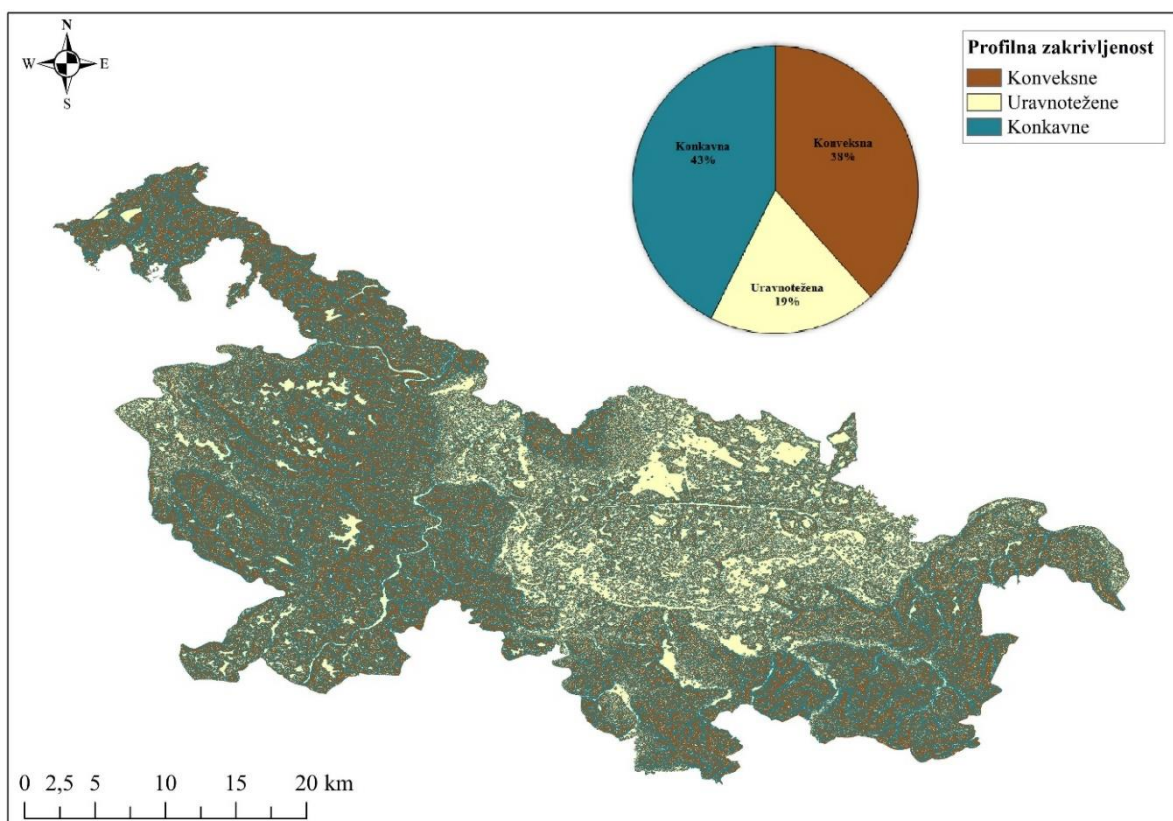 N
W E
S
Profilna zakrivljenost
Konveksne
Uravnotežene
Konkavne
Konkavna
43%
Konveksna
38%
Uravnotežena
19%
0 2,5 5 10 15 20 km